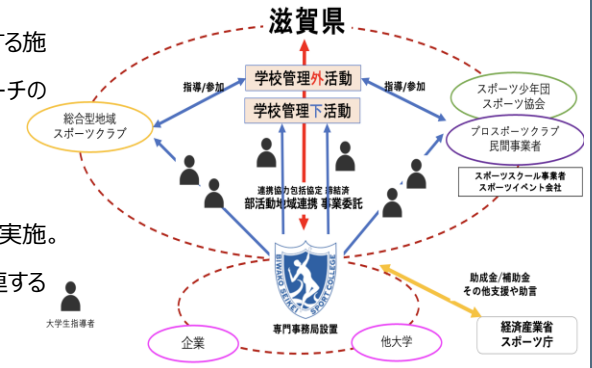 滋賀県
する施
ーチの
実施。
連する
学校管理外活動
学校管理下活動
指導/参加
指導/参加
総合型地域
スポーツクラブ
スポーツ少年団
スポーツ協会
プロスポーツクラブ
民間事業者
スポーツスクール事業者
スポーツイベント会社
連携協力包括協定 締結済
部活動地域連携 事業委託
BIWAKO SEIKEI SPORT COLLEGE
専門事務局設置
大学生指導者
企業
他大学
助成金/補助金
その他支援や助言
経済産業省
スポーツ庁